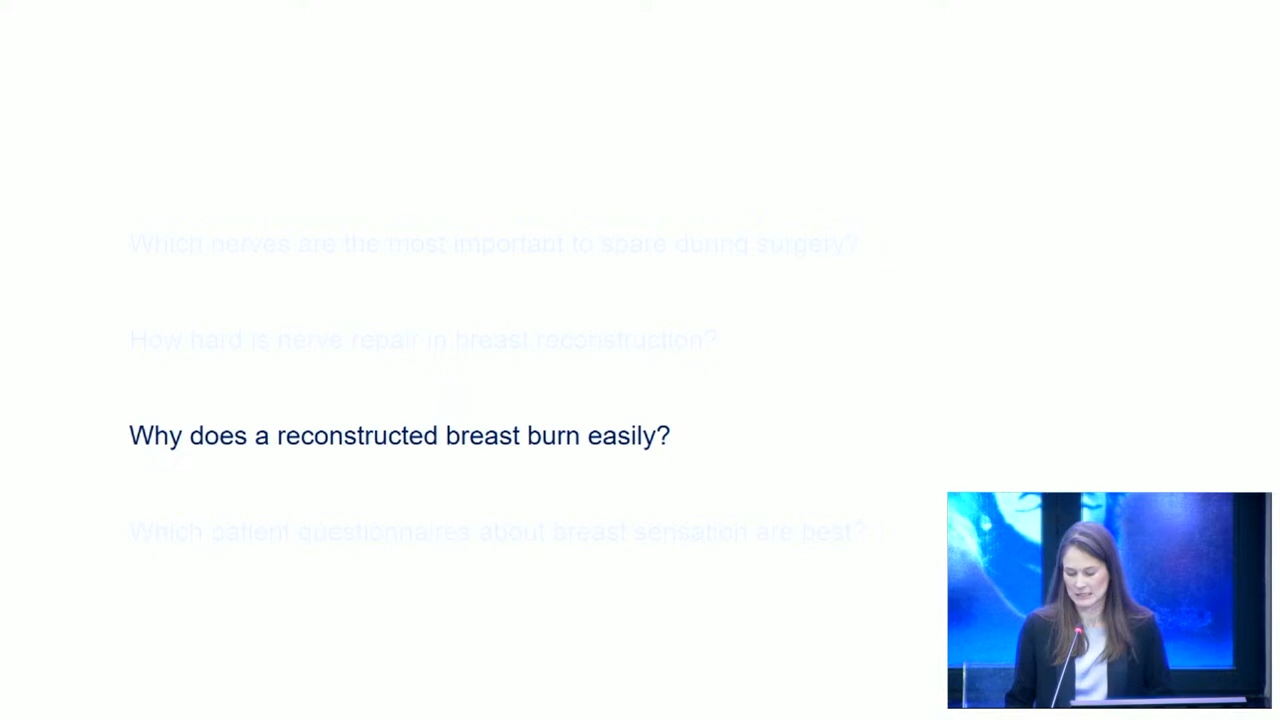 Which nerves are the most important to spare during surgery?
How hard is nerve repair in breast reconstruction?
Why does a reconstructed breast burn easily?
Which patient questionnaires about breast sensation are best?